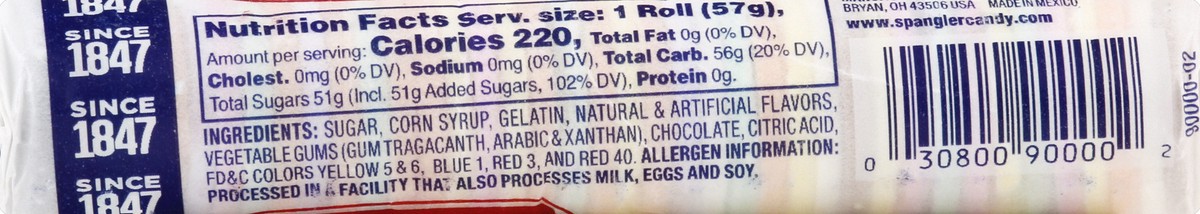 1847
SINCE
1847
SINCE
1847
SINCE
1847
Nutrition Facts Serv. size: 1 Roll (57g),
Amount per serving: Calories 220, Total Fat 0g (0% DV),
Cholest. 0mg (0% DV), Sodium 0mg (0% DV), Total Carb. 56g (20% DV),
Total Sugars 51g (Incl. 51g Added Sugars, 102% DV), Protein 0g.
INGREDIENTS: SUGAR, CORN SYRUP, GELATIN, NATURAL & ARTIFICIAL FLAVORS,
VEGETABLE GUMS (GUM TRAGACANTH, ARABIC & XANTHAN), CHOCOLATE, CITRIC ACID,
FD&C COLORS YELLOW 5 & 6, BLUE 1, RED 3, AND RED 40. ALLERGEN INFORMATION:
PROCESSED IN A FACILITY THAT ALSO PROCESSES MILK, EGGS AND SOY.
BRYAN, OH 43506 USA MADE IN MEXICO
www.spanglercandy.com
0 30800 90000 2